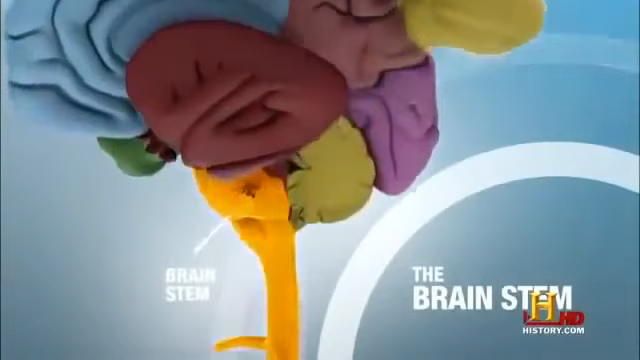 BRAIN
STEM
THE
BRAIN STEM
H
HD
HISTORY.COM